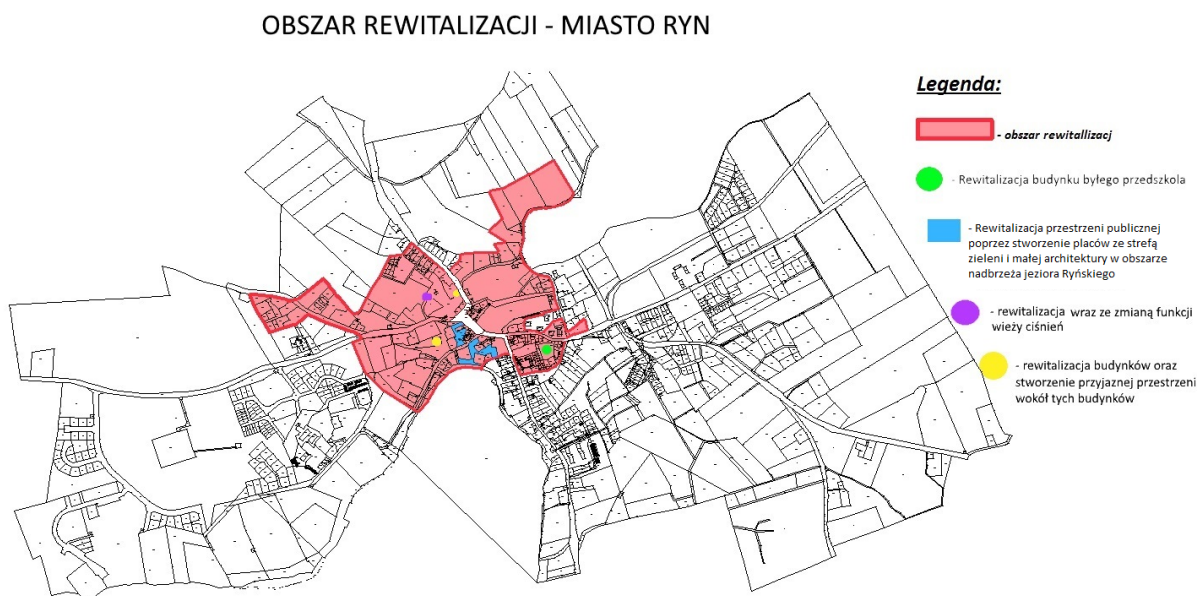 OBSZAR REWITALIZACJI - MIASTO RYN
Legenda:
- obszar rewitallizacj
- Rewitalizacja budynku byłego przedszkola
- Rewitalizacja przestrzeni publicznej
poprzez stworzenie placów ze strefą
zieleni i małej architektury w obszarze
nadbrzeża jeziora Ryńskiego
- rewitalizacja wraz ze zmianą funkcji
wieży ciśnień
- rewitalizacja budynków oraz
stworzenie przyjaznej przestrzeni
wokół tych budynków